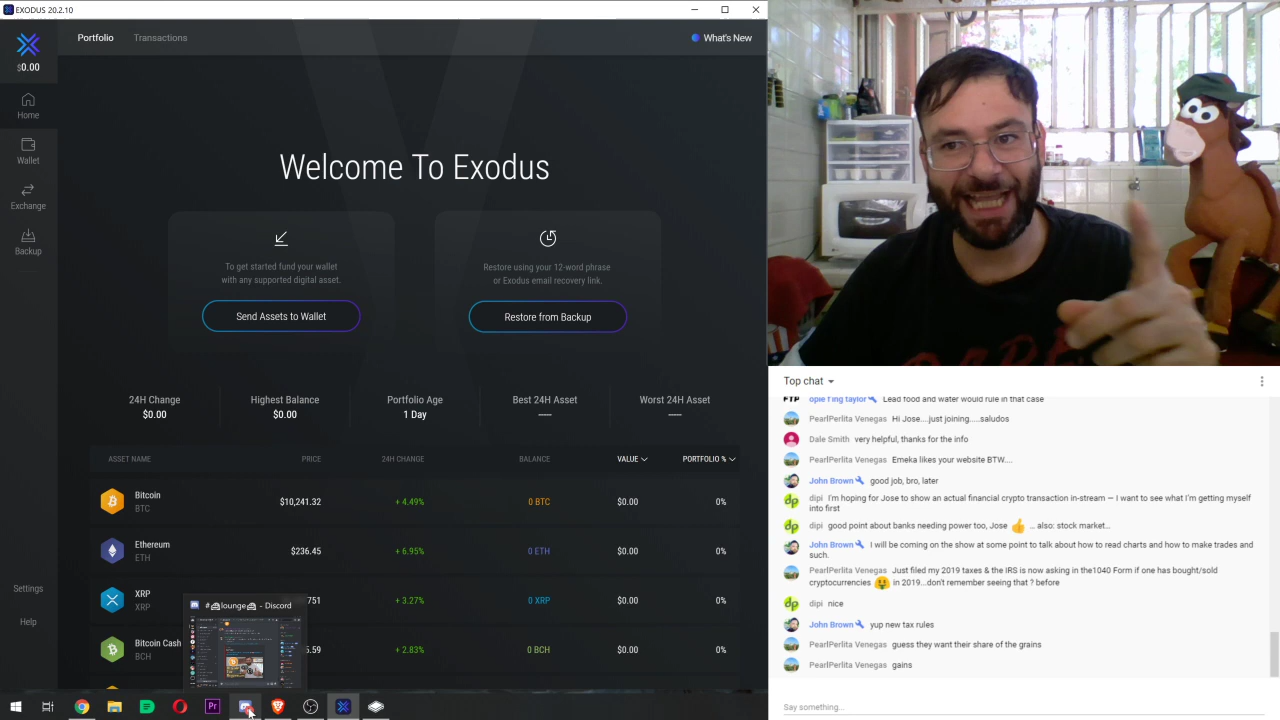 EXODUS 20.2.10
$0.00
Home
Wallet
Exchange
Backup
Settings
Help
Portfolio
Transactions
What's New
Welcome To Exodus
To get started fund your wallet
with any supported digital asset.
Send Assets to Wallet
Restore using your 12-word phrase
or Exodus email recovery link.
Restore from Backup
24H Change
$0.00
Highest Balance
$0.00
Portfolio Age
1 Day
Best 24H Asset
-----
Worst 24H Asset
-----
ASSET NAME PRICE 24H CHANGE BALANCE VALUE PORTFOLIO %
Bitcoin
BTC
$10,241.32 + 4.49% 0 BTC $0.00 0%
Ethereum
ETH
$236.45 + 6.95% 0 ETH $0.00 0%
XRP
XRP
751 + 3.27% 0 XRP $0.00 0%
Bitcoin Cash
BCH
5.59 + 2.83% 0 BCH $0.00 0%
# lounge - Discord
Pr
Top chat
FTP opie f'ing taylor Lead food and water would rule in that case
PearlPerlita Venegas Hi Jose....just joining.....saludos
Dale Smith very helpful, thanks for the info
PearlPerlita Venegas Emeka likes your website BTW....
John Brown good job, bro, later
dp dipi I'm hoping for Jose to show an actual financial crypto transaction in-stream — I want to see what I'm getting myself
into first
dp dipi good point about banks needing power too, Jose 👍 ... also: stock market...
John Brown I will be coming on the show at some point to talk about how to read charts and how to make trades and
such.
PearlPerlita Venegas Just filed my 2019 taxes & the IRS is now asking in the1040 Form if one has bought/sold
cryptocurrencies 🤑 in 2019...don't remember seeing that ? before
dp dipi nice
John Brown yup new tax rules
PearlPerlita Venegas guess they want their share of the grains
PearlPerlita Venegas gains
Say something...